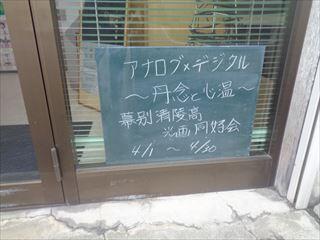 アナログ×デジタル
〜丹念と心温〜
幕別清陵高
光画同好会
4/1 〜 4/30